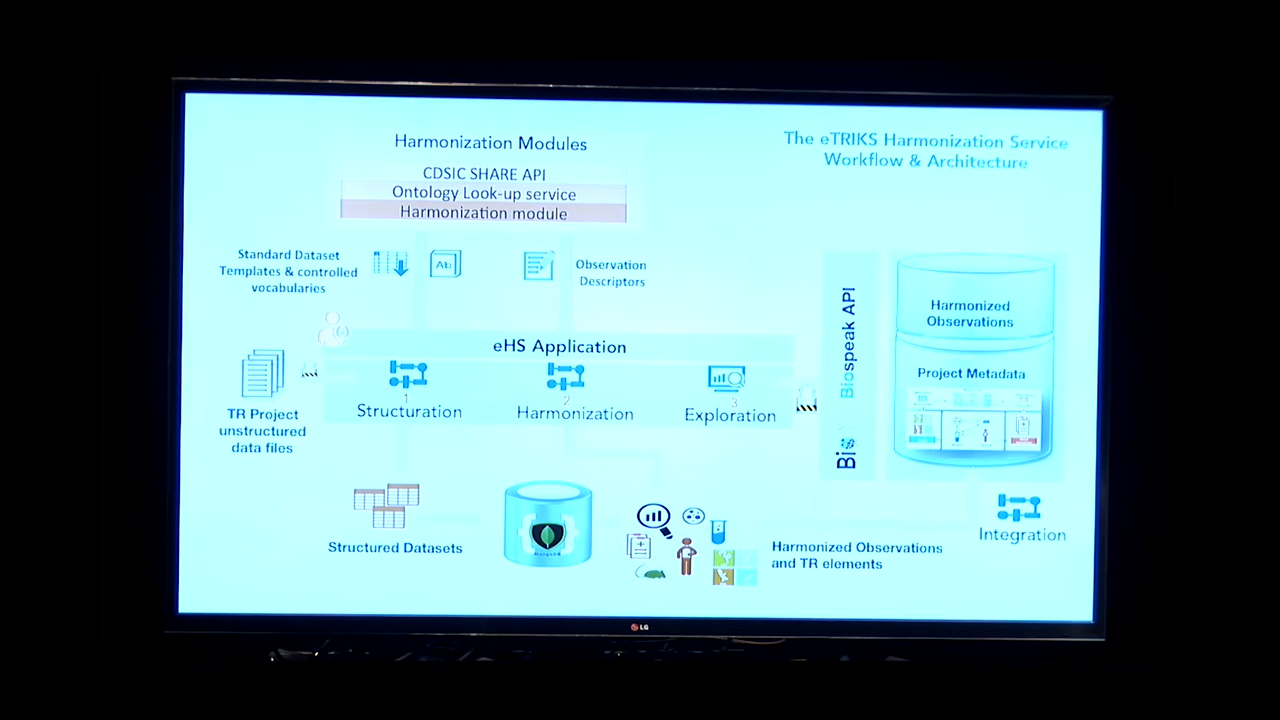 Harmonization Modules
CDSIC SHARE API
Ontology Look-up service
Harmonization module
The eTRIKS Harmonization Service
Workflow & Architecture
Standard Dataset
Templates & controlled
vocabularies
Ab
Observation
Descriptors
eHS Application
1
Structuration
2
Harmonization
3
Exploration
TR Project
unstructured
data files
Biospeak API
Bio
Harmonized
Observations
Project Metadata
Structured Datasets
MongoDB
Harmonized Observations
and TR elements
Integration
LG